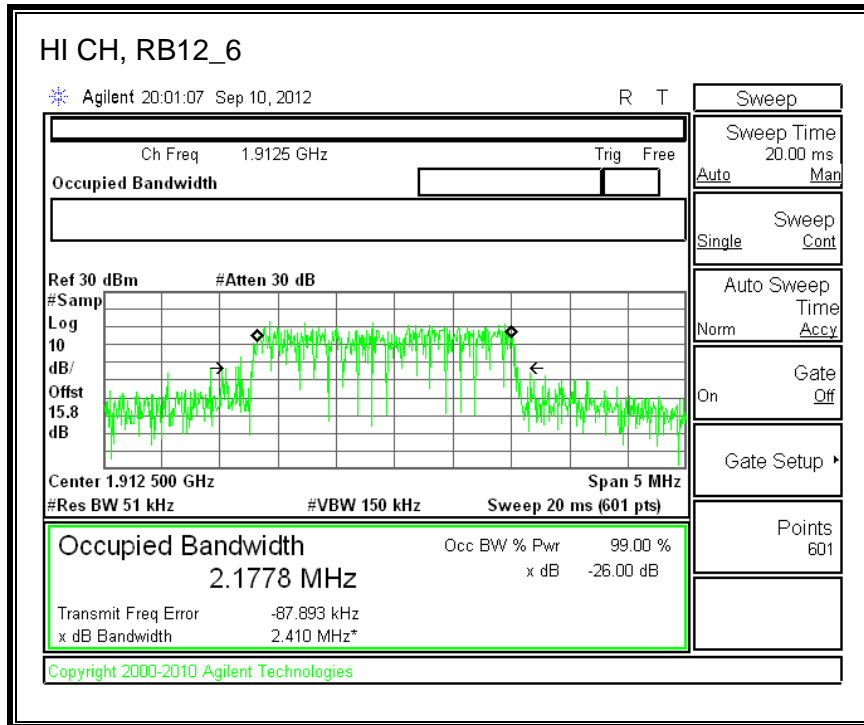 HI CH, RB12_6
Agilent 20:01:07 Sep 10, 2012 R T
Ch Freq 1.9125 GHz Trig Free
Occupied Bandwidth
Ref 30 dBm #Atten 30 dB
#Samp
Log
10
dB/
Offst
15.8
dB
Center 1.912 500 GHz Span 5 MHz
#Res BW 51 kHz #VBW 150 kHz Sweep 20 ms (601 pts)
Occupied Bandwidth Occ BW % Pwr 99.00 %
2.1778 MHz x dB -26.00 dB
Transmit Freq Error -87.893 kHz
x dB Bandwidth 2.410 MHz*
Copyright 2000-2010 Agilent Technologies
Sweep
Sweep Time
20.00 ms
Auto Man
Sweep
Single Cont
Auto Sweep
Time
Norm Accy
Gate
On Off
Gate Setup
Points
601